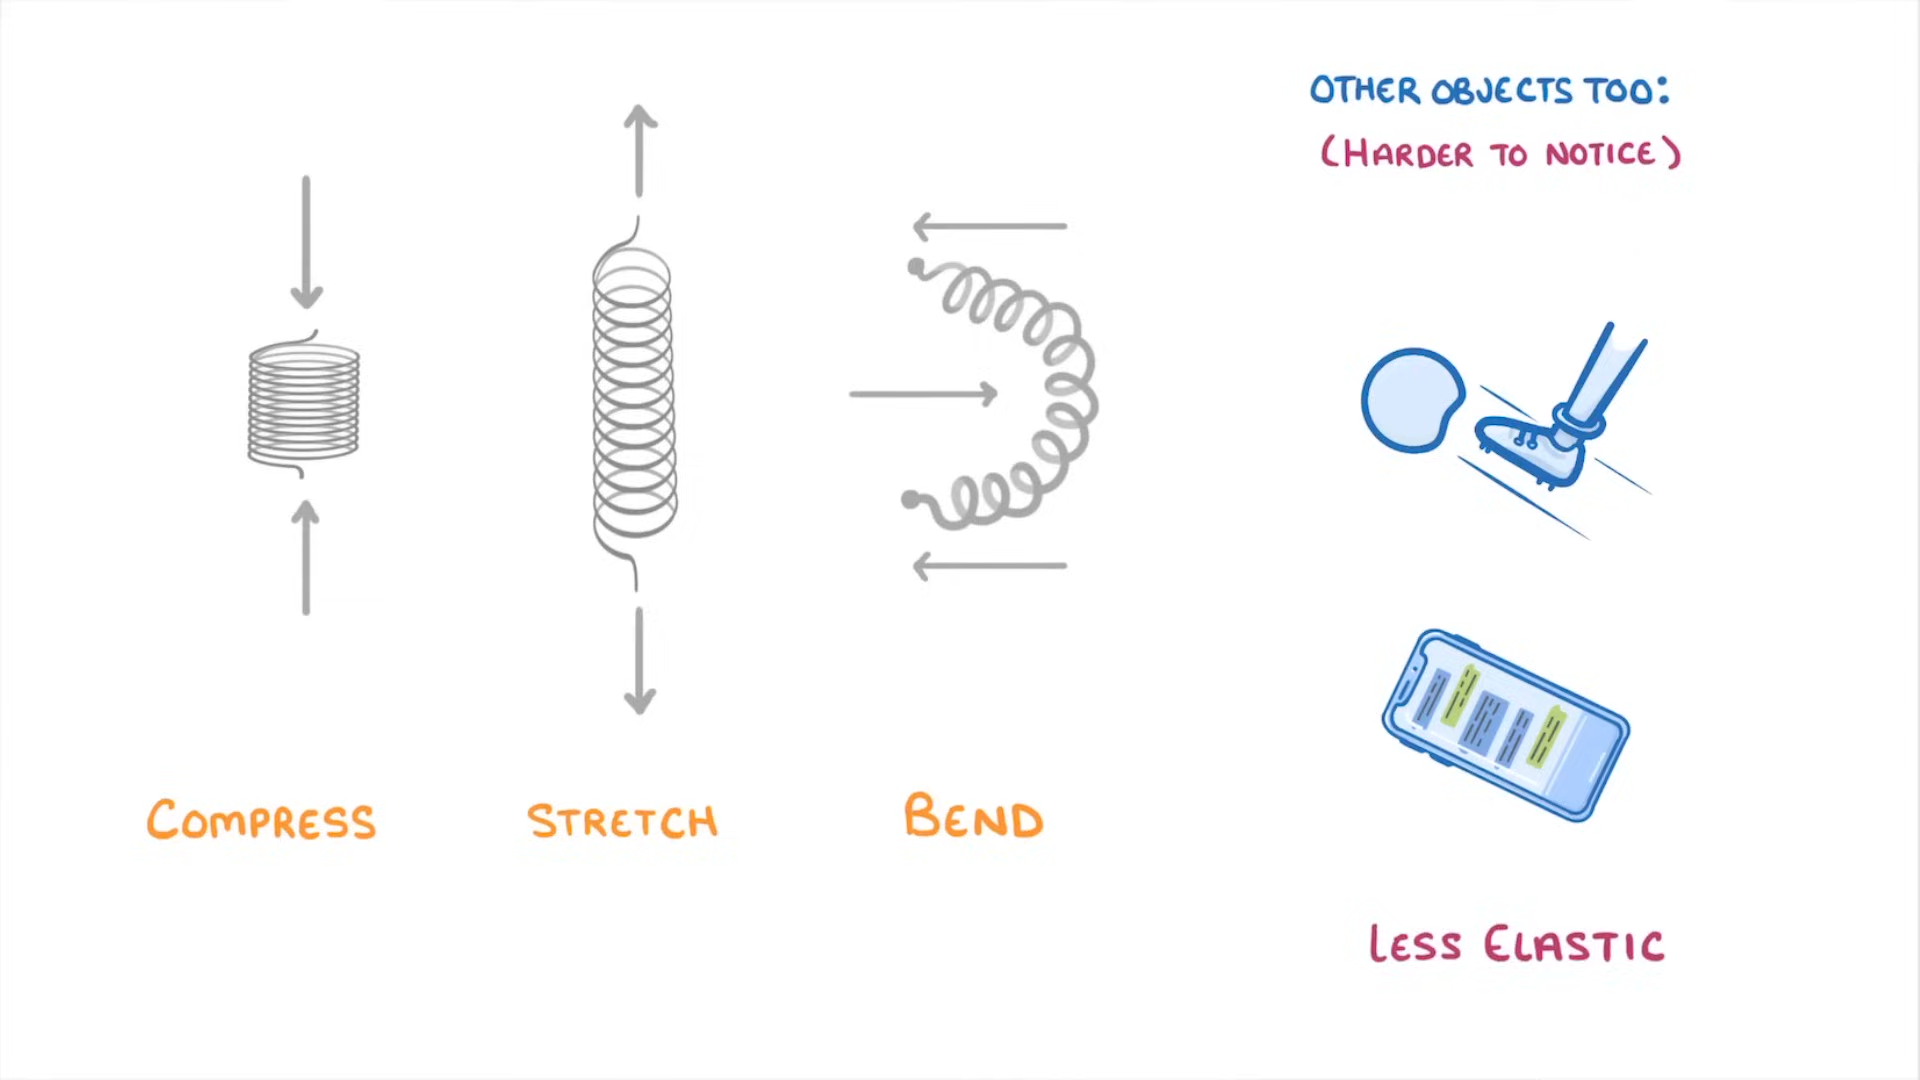 OTHER OBJECTS TOO:
(HARDER TO NOTICE)
COMPRESS
STRETCH
BEND
LESS ELASTIC